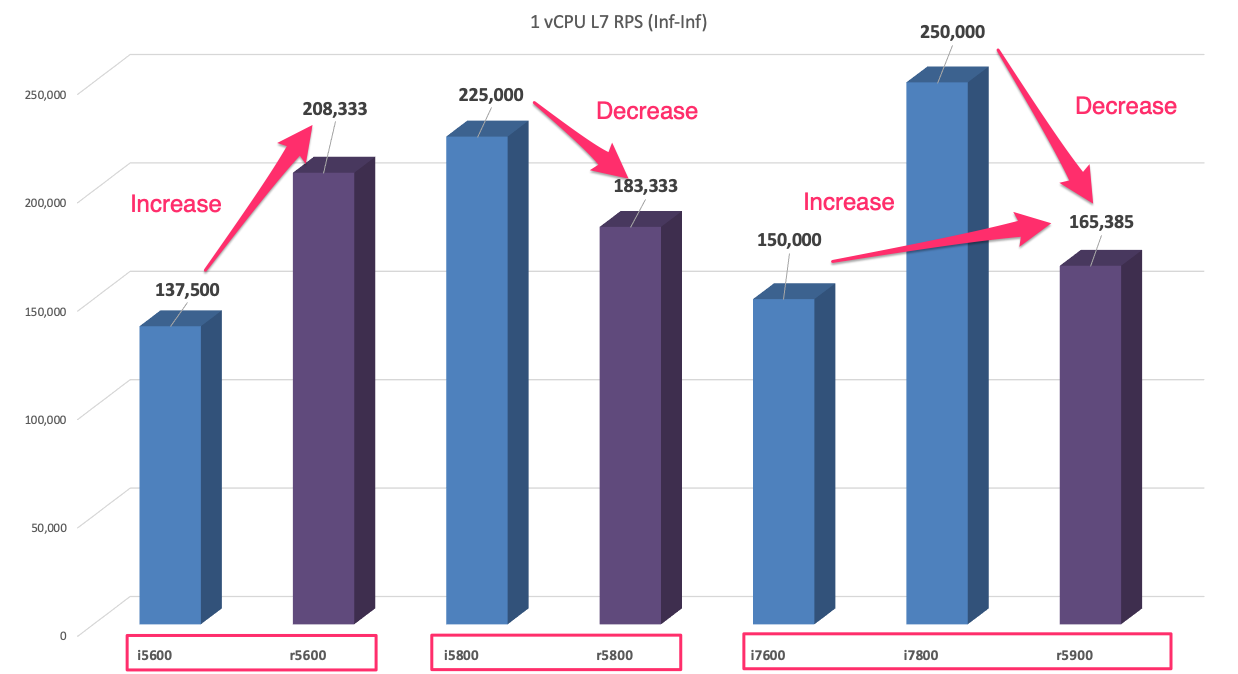 1 vCPU L7 RPS (Inf-Inf)
250,000
250,000
208,333
225,000
Decrease
Decrease
200,000
Increase
183,333
Increase
165,385
150,000
150,000
137,500
100,000
50,000
0
i5600
r5600
i5800
r5800
i7600
i7800
r5900